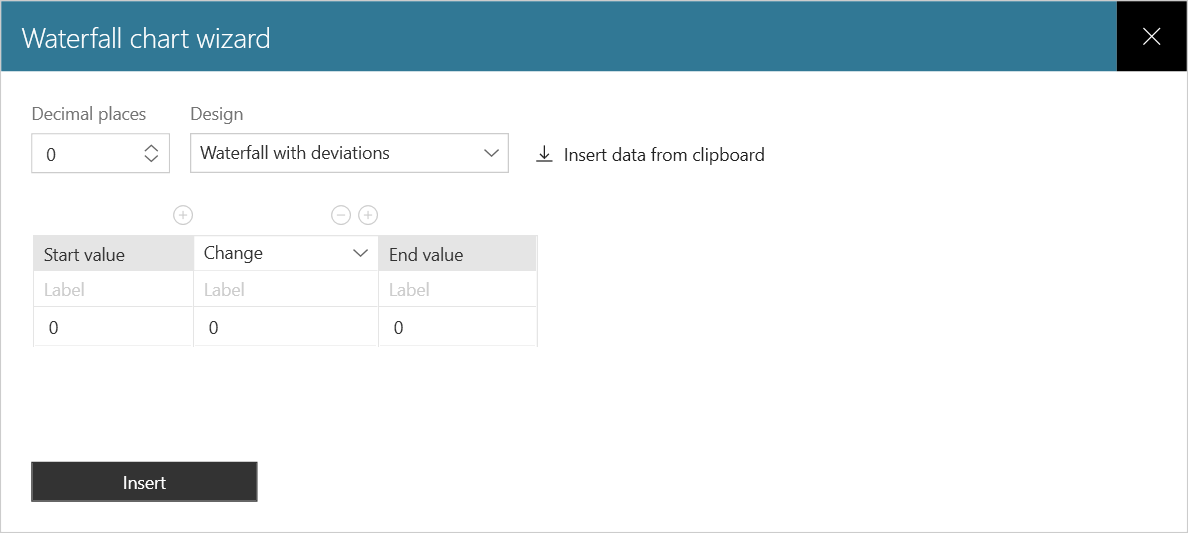 Waterfall chart wizard
Decimal places Design
0 Waterfall with deviations Insert data from clipboard
Start value Change End value
Label Label Label
0 0 0
Insert